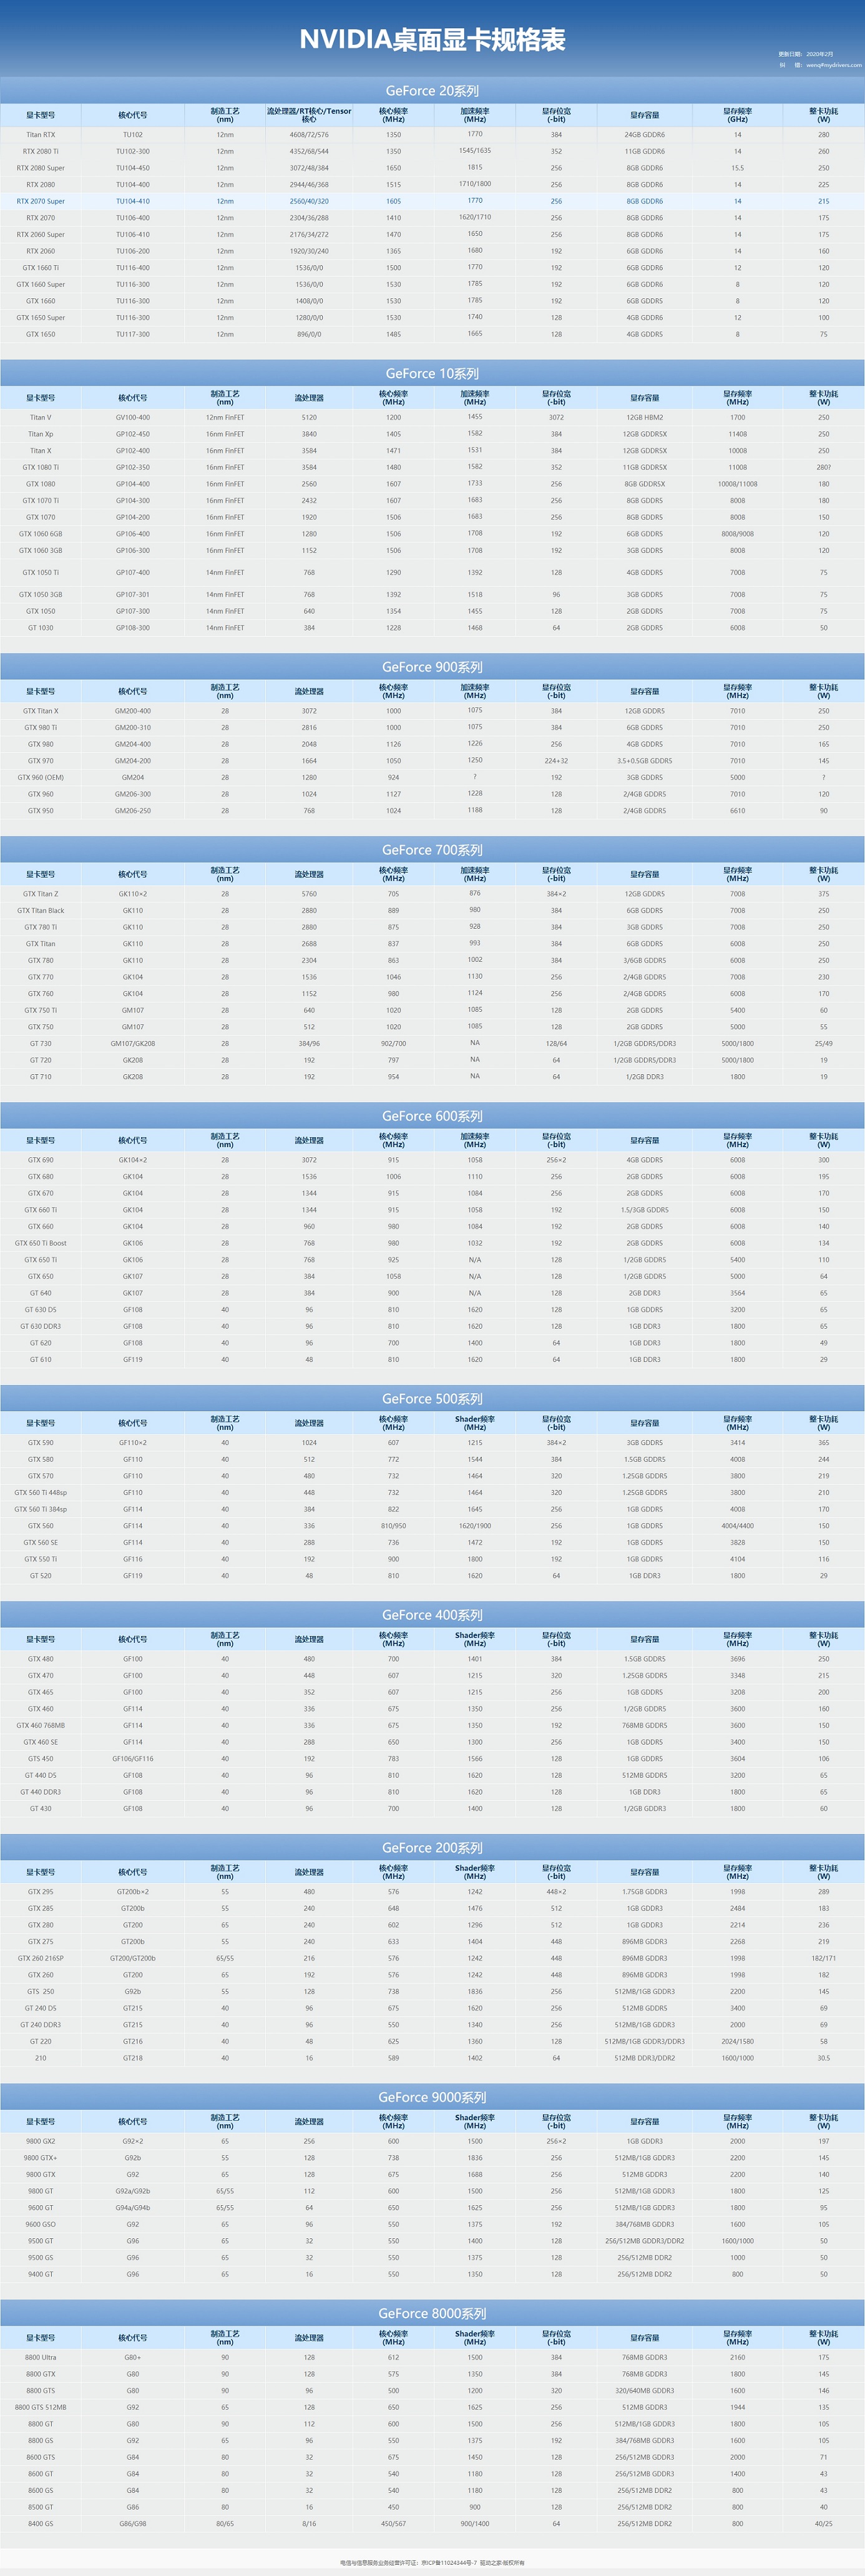 NVIDIA桌面显卡规格表
更新日期： 2020年2月
纠 错： wenq#mydrivers.com
GeForce 20系列
显卡型号 核心代号 制造工艺(nm) 流处理器/RT核心/Tensor核心 核心频率(MHz) 加速频率(MHz) 显存位宽(-bit) 显存容量 显存频率(GHz) 整卡功耗(W)
Titan RTX TU102 12nm 4608/72/576 1350 1770 384 24GB GDDR6 14 280
RTX 2080 Ti TU102-300 12nm 4352/68/544 1350 1545/1635 352 11GB GDDR6 14 260
RTX 2080 Super TU104-450 12nm 3072/48/384 1650 1815 256 8GB GDDR6 15.5 250
RTX 2080 TU104-400 12nm 2944/46/368 1515 1710/1800 256 8GB GDDR6 14 225
RTX 2070 Super TU104-410 12nm 2560/40/320 1605 1770 256 8GB GDDR6 14 215
RTX 2070 TU106-400 12nm 2304/36/288 1410 1620/1710 256 8GB GDDR6 14 175
RTX 2060 Super TU106-410 12nm 2176/34/272 1470 1650 256 8GB GDDR6 14 175
RTX 2060 TU106-200 12nm 1920/30/240 1365 1680 192 6GB GDDR6 14 160
GTX 1660 Ti TU116-400 12nm 1536/0/0 1500 1770 192 6GB GDDR6 12 120
GTX 1660 Super TU116-300 12nm 1536/0/0 1530 1785 192 6GB GDDR6 8 120
GTX 1660 TU116-300 12nm 1408/0/0 1530 1785 192 6GB GDDR5 8 120
GTX 1650 Super TU116-300 12nm 1280/0/0 1530 1740 128 4GB GDDR6 12 100
GTX 1650 TU117-300 12nm 896/0/0 1485 1665 128 4GB GDDR5 8 75
GeForce 10系列
显卡型号 核心代号 制造工艺(nm) 流处理器 核心频率(MHz) 加速频率(MHz) 显存位宽(-bit) 显存容量 显存频率(MHz) 整卡功耗(W)
Titan V GV100-400 12nm FinFET 5120 1200 1455 3072 12GB HBM2 1700 250
Titan Xp GP102-450 16nm FinFET 3840 1405 1582 384 12GB GDDR5X 11408 250
Titan X GP102-400 16nm FinFET 3584 1471 1531 384 12GB GDDR5X 10008 250
GTX 1080 Ti GP102-350 16nm FinFET 3584 1480 1582 352 11GB GDDR5X 11008 280?
GTX 1080 GP104-400 16nm FinFET 2560 1607 1733 256 8GB GDDR5X 10008/11008 180
GTX 1070 Ti GP104-300 16nm FinFET 2432 1607 1683 256 8GB GDDR5 8008 180
GTX 1070 GP104-200 16nm FinFET 1920 1506 1683 256 8GB GDDR5 8008 150
GTX 1060 6GB GP106-400 16nm FinFET 1280 1506 1708 192 6GB GDDR5 8008/9008 120
GTX 1060 3GB GP106-300 16nm FinFET 1152 1506 1708 192 3GB GDDR5 8008 120
GTX 1050 Ti GP107-400 14nm FinFET 768 1290 1392 128 4GB GDDR5 7008 75
GTX 1050 3GB GP107-301 14nm FinFET 768 1392 1518 96 3GB GDDR5 7008 75
GTX 1050 GP107-300 14nm FinFET 640 1354 1455 128 2GB GDDR5 7008 75
GT 1030 GP108-300 14nm FinFET 384 1228 1468 64 2GB GDDR5 6008 50
GeForce 900系列
显卡型号 核心代号 制造工艺(nm) 流处理器 核心频率(MHz) 加速频率(MHz) 显存位宽(-bit) 显存容量 显存频率(MHz) 整卡功耗(W)
GTX Titan X GM200-400 28 3072 1000 1075 384 12GB GDDR5 7010 250
GTX 980 Ti GM200-310 28 2816 1000 1075 384 6GB GDDR5 7010 250
GTX 980 GM204-400 28 2048 1126 1226 256 4GB GDDR5 7010 165
GTX 970 GM204-200 28 1664 1050 1250 224+32 3.5+0.5GB GDDR5 7010 145
GTX 960 (OEM) GM204 28 1280 924 ? 192 3GB GDDR5 5000 ?
GTX 960 GM206-300 28 1024 1127 1228 128 2/4GB GDDR5 7010 120
GTX 950 GM206-250 28 768 1024 1188 128 2/4GB GDDR5 6610 90
GeForce 700系列
显卡型号 核心代号 制造工艺(nm) 流处理器 核心频率(MHz) 加速频率(MHz) 显存位宽(-bit) 显存容量 显存频率(MHz) 整卡功耗(W)
GTX Titan Z GK110×2 28 5760 705 876 384×2 12GB GDDR5 7008 375
GTX Titan Black GK110 28 2880 889 980 384 6GB GDDR5 7008 250
GTX 780 Ti GK110 28 2880 875 928 384 3GB GDDR5 7008 250
GTX Titan GK110 28 2688 837 993 384 6GB GDDR5 6008 250
GTX 780 GK110 28 2304 863 1002 384 3/6GB GDDR5 6008 250
GTX 770 GK104 28 1536 1046 1130 256 2/4GB GDDR5 7008 230
GTX 760 GK104 28 1152 980 1124 256 2/4GB GDDR5 6008 170
GTX 750 Ti GM107 28 640 1020 1085 128 2GB GDDR5 5400 60
GTX 750 GM107 28 512 1020 1085 128 2GB GDDR5 5000 55
GT 730 GM107/GK208 28 384/96 902/700 NA 128/64 1/2GB GDDR5/DDR3 5000/1800 25/49
GT 720 GK208 28 192 797 NA 64 1/2GB GDDR5/DDR3 5000/1800 19
GT 710 GK208 28 192 954 NA 64 1/2GB DDR3 1800 19
GeForce 600系列
显卡型号 核心代号 制造工艺(nm) 流处理器 核心频率(MHz) 加速频率(MHz) 显存位宽(-bit) 显存容量 显存频率(MHz) 整卡功耗(W)
GTX 690 GK104×2 28 3072 915 1058 256×2 4GB GDDR5 6008 300
GTX 680 GK104 28 1536 1006 1110 256 2GB GDDR5 6008 195
GTX 670 GK104 28 1344 915 1084 256 2GB GDDR5 6008 170
GTX 660 Ti GK104 28 1344 915 1058 192 1.5/3GB GDDR5 6008 150
GTX 660 GK104 28 960 980 1084 192 2GB GDDR5 6008 140
GTX 650 Ti Boost GK106 28 768 980 1032 192 2GB GDDR5 6008 134
GTX 650 Ti GK106 28 768 925 N/A 128 1/2GB GDDR5 5400 110
GTX 650 GK107 28 384 1058 N/A 128 1/2GB GDDR5 5000 64
GT 640 GK107 28 384 900 N/A 128 2GB DDR3 3564 65
GT 630 D5 GF108 40 96 810 1620 128 1GB GDDR5 3200 65
GT 630 DDR3 GF108 40 96 810 1620 128 1GB DDR3 1800 65
GT 620 GF108 40 96 700 1400 64 1GB DDR3 1800 49
GT 610 GF119 40 48 810 1620 64 1GB DDR3 1800 29
GeForce 500系列
显卡型号 核心代号 制造工艺(nm) 流处理器 核心频率(MHz) Shader频率(MHz) 显存位宽(-bit) 显存容量 显存频率(MHz) 整卡功耗(W)
GTX 590 GF110×2 40 1024 607 1215 384×2 3GB GDDR5 3414 365
GTX 580 GF110 40 512 772 1544 384 1.5GB GDDR5 4008 244
GTX 570 GF110 40 480 732 1464 320 1.25GB GDDR5 3800 219
GTX 560 Ti 448sp GF110 40 448 732 1464 320 1.25GB GDDR5 3800 210
GTX 560 Ti 384sp GF114 40 384 822 1645 256 1GB GDDR5 4008 170
GTX 560 GF114 40 336 810/950 1620/1900 256 1GB GDDR5 4004/4400 150
GTX 560 SE GF114 40 288 736 1472 192 1GB GDDR5 3828 150
GTX 550 Ti GF116 40 192 900 1800 192 1GB GDDR5 4104 116
GT 520 GF119 40 48 810 1620 64 1GB DDR3 1800 29
GeForce 400系列
显卡型号 核心代号 制造工艺(nm) 流处理器 核心频率(MHz) Shader频率(MHz) 显存位宽(-bit) 显存容量 显存频率(MHz) 整卡功耗(W)
GTX 480 GF100 40 480 700 1401 384 1.5GB GDDR5 3696 250
GTX 470 GF100 40 448 607 1215 320 1.25GB GDDR5 3348 215
GTX 465 GF100 40 352 607 1215 256 1GB GDDR5 3208 200
GTX 460 GF114 40 336 675 1350 256 1/2GB GDDR5 3600 160
GTX 460 768MB GF114 40 336 675 1350 192 768MB GDDR5 3600 150
GTX 460 SE GF114 40 288 650 1300 256 1GB GDDR5 3400 150
GTS 450 GF106/GF116 40 192 783 1566 128 1GB GDDR5 3604 106
GT 440 D5 GF108 40 96 810 1620 128 512MB GDDR5 3200 65
GT 440 DDR3 GF108 40 96 810 1620 128 1GB DDR3 1800 65
GT 430 GF108 40 96 700 1400 128 1/2GB GDDR3 1800 60
GeForce 200系列
显卡型号 核心代号 制造工艺(nm) 流处理器 核心频率(MHz) Shader频率(MHz) 显存位宽(-bit) 显存容量 显存频率(MHz) 整卡功耗(W)
GTX 295 GT200b×2 55 480 576 1242 448×2 1.75GB GDDR3 1998 289
GTX 285 GT200b 55 240 648 1476 512 1GB GDDR3 2484 183
GTX 280 GT200 65 240 602 1296 512 1GB GDDR3 2214 236
GTX 275 GT200b 55 240 633 1404 448 896MB GDDR3 2268 219
GTX 260 216SP GT200/GT200b 65/55 216 576 1242 448 896MB GDDR3 1998 182/171
GTX 260 GT200 65 192 576 1242 448 896MB GDDR3 1998 182
GTS 250 G92b 55 128 738 1836 256 512MB/1GB GDDR3 2200 145
GT 240 D5 GT215 40 96 675 1620 256 512MB GDDR5 3400 69
GT 240 DDR3 GT215 40 96 550 1340 256 512MB/1GB GDDR3 2000 69
GT 220 GT216 40 48 625 1360 128 512MB/1GB GDDR3/DDR3 2024/1580 58
210 GT218 40 16 589 1402 64 512MB DDR3/DDR2 1600/1000 30.5
GeForce 9000系列
显卡型号 核心代号 制造工艺(nm) 流处理器 核心频率(MHz) Shader频率(MHz) 显存位宽(-bit) 显存容量 显存频率(MHz) 整卡功耗(W)
9800 GX2 G92×2 65 256 600 1500 256×2 1GB GDDR3 2000 197
9800 GTX+ G92b 55 128 738 1836 256 512MB/1GB GDDR3 2200 145
9800 GTX G92 65 128 675 1688 256 512MB GDDR3 2200 140
9800 GT G92a/G92b 65/55 112 600 1500 256 512MB/1GB GDDR3 1800 125
9600 GT G94a/G94b 65/55 64 650 1625 256 512MB/1GB GDDR3 1800 95
9600 GSO G92 65 96 550 1375 192 384/768MB GDDR3 1600 105
9500 GT G96 65 32 550 1400 128 256/512MB GDDR3/DDR2 1600/1000 50
9500 GS G96 65 32 550 1375 128 256/512MB DDR2 1000 50
9400 GT G96 65 16 550 1350 128 256/512MB DDR2 800 50
GeForce 8000系列
显卡型号 核心代号 制造工艺(nm) 流处理器 核心频率(MHz) Shader频率(MHz) 显存位宽(-bit) 显存容量 显存频率(MHz) 整卡功耗(W)
8800 Ultra G80+ 90 128 612 1500 384 768MB GDDR3 2160 175
8800 GTX G80 90 128 575 1350 384 768MB GDDR3 1800 145
8800 GTS G80 90 96 500 1200 320 320/640MB GDDR3 1600 146
8800 GTS 512MB G92 65 128 650 1625 256 512MB GDDR3 1944 135
8800 GT G80 90 112 600 1500 256 512MB/1GB GDDR3 1800 105
8800 GS G92 65 96 550 1375 192 384/768MB GDDR3 1600 105
8600 GTS G84 80 32 675 1450 128 256/512MB GDDR3 2000 71
8600 GT G84 80 32 540 1180 128 256/512MB GDDR3 1400 43
8600 GS G84 80 32 540 1180 128 256/512MB DDR2 800 43
8500 GT G86 80 16 450 900 128 256/512MB DDR2 800 40
8400 GS G86/G98 80/65 8/16 450/567 900/1400 64 256/512MB DDR2 800 40/25
电信与信息服务业务经营许可证：京ICP备11024344号-7 驱动之家·版权所有